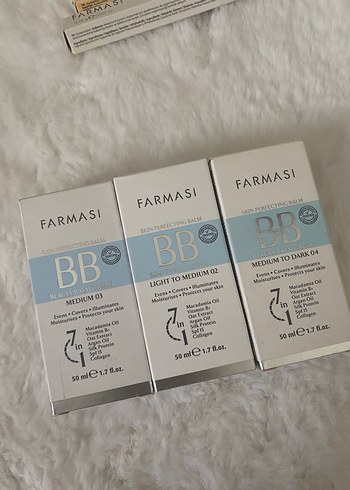 FARMASI
FARMASI
SKIN PERFECTING BALM
BB
MEDIUM 03
Evens • Covers • Illuminates
Moisturises • Protects your skin
7 in 1
Macadamia Oil
Vitamin B₅
Oat Extract
Argan Oil
Silk Protein
Spf 15
Collagen
50 ml ℮ 1.7 fl.oz.
FARMASI
SKIN PERFECTING BALM
BB
LIGHT TO MEDIUM 02
Evens • Covers • Illuminates
Moisturises • Protects your skin
7 in 1
Macadamia Oil
Vitamin B₅
Oat Extract
Argan Oil
Silk Protein
Spf 15
Collagen
50 ml ℮ 1.7 fl.oz.
FARMASI
SKIN PERFECTING BALM
BB
MEDIUM TO DARK 04
Evens • Covers • Illuminates
Moisturises • Protects your skin
7 in 1
Macadamia Oil
Vitamin B₅
Oat Extract
Argan Oil
Silk Protein
Spf 15
Collagen
50 ml ℮ 1.7 fl.oz.